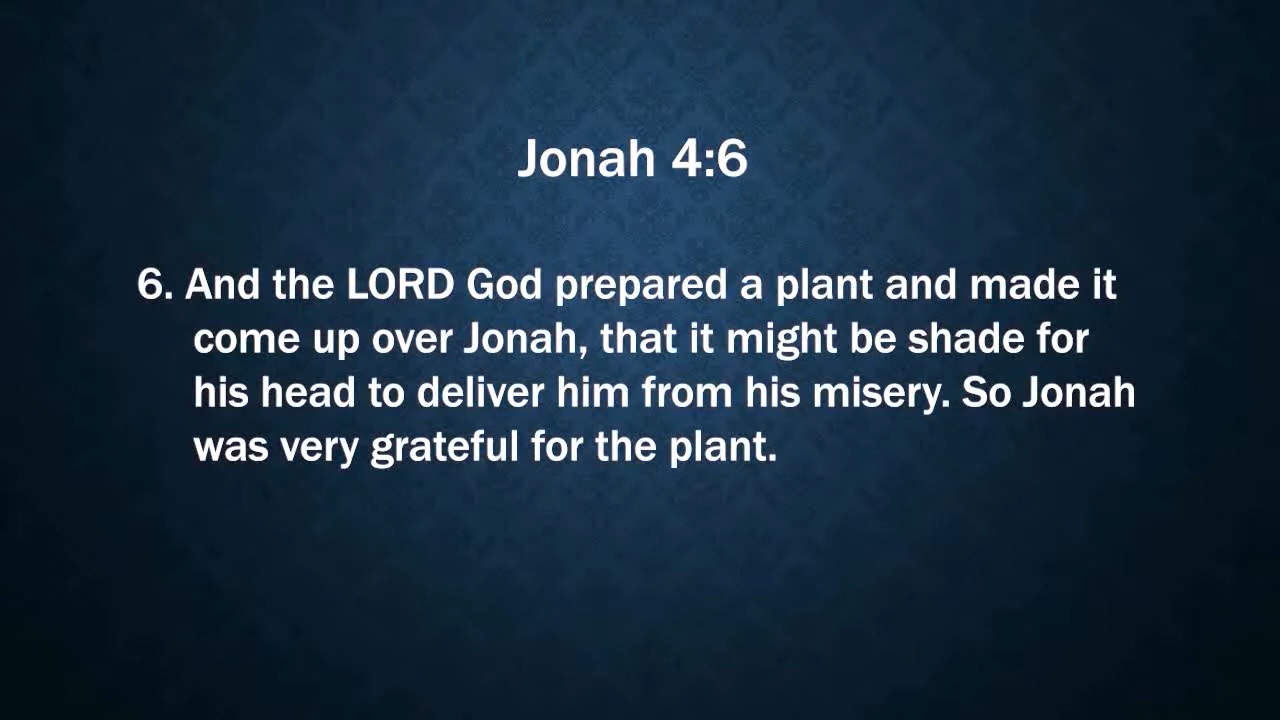 Jonah 4:6
6. And the LORD God prepared a plant and made it
come up over Jonah, that it might be shade for
his head to deliver him from his misery. So Jonah
was very grateful for the plant.